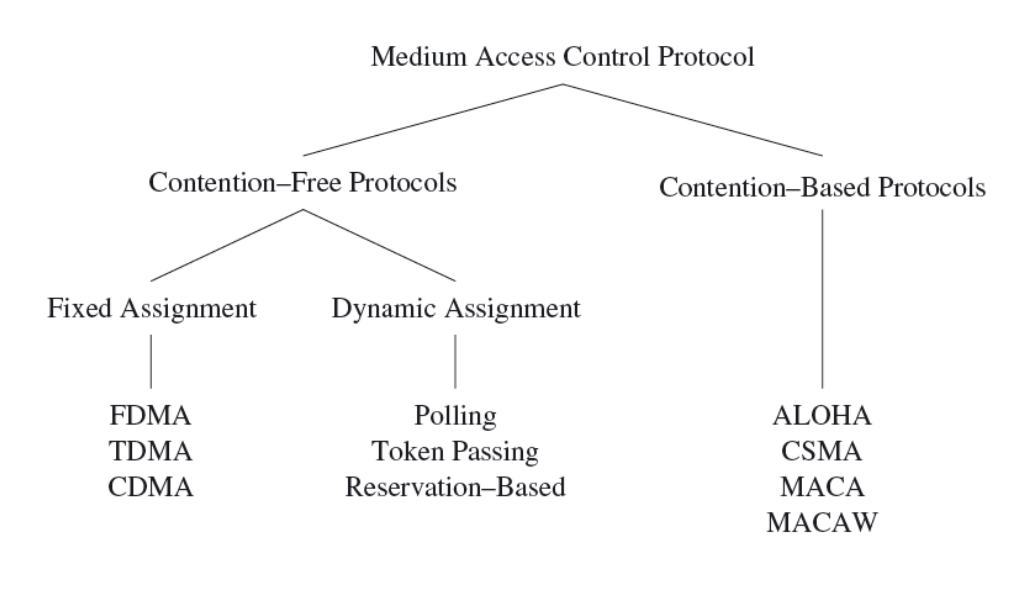 Medium Access Control Protocol
Contention–Free Protocols
Contention–Based Protocols
Fixed Assignment
Dynamic Assignment
FDMA
TDMA
CDMA
Polling
Token Passing
Reservation–Based
ALOHA
CSMA
MACA
MACAW